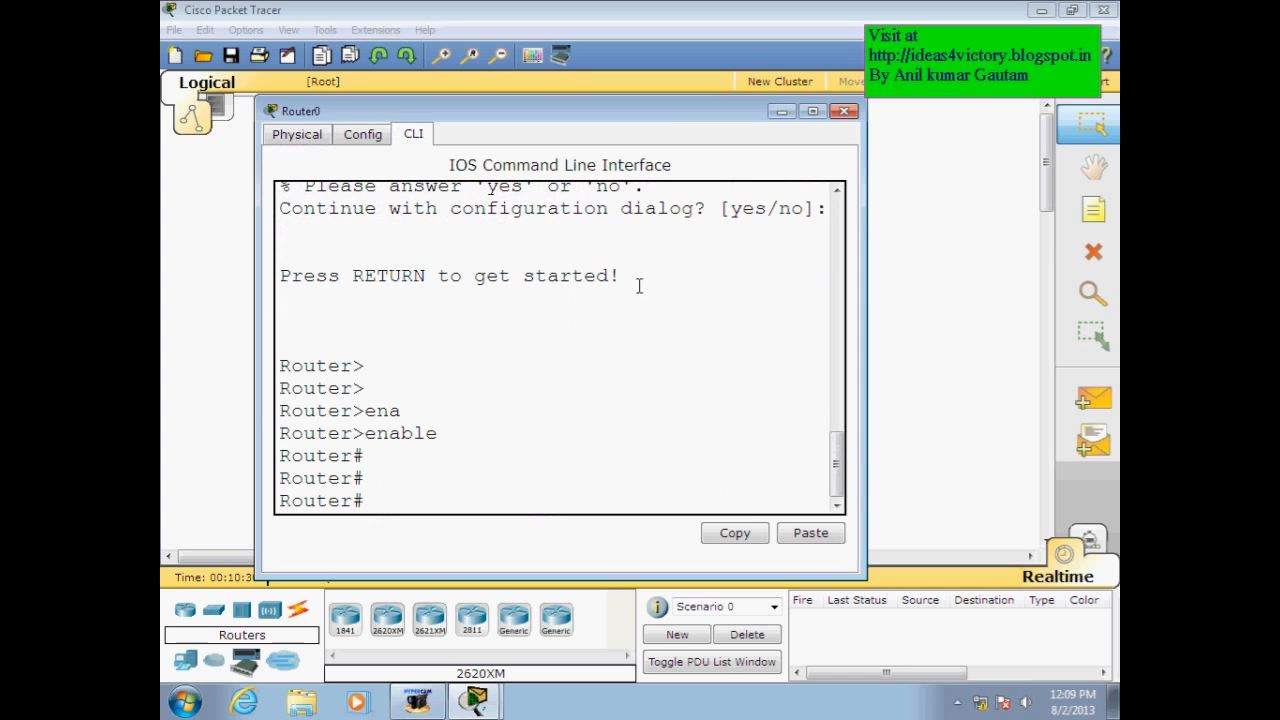 Cisco Packet Tracer
File Edit Options View Tools Extensions Help
Visit at
http://ideas4victory.blogspot.in
By Anil kumar Gautam
Logical [Root] New Cluster
Router0
Physical Config CLI
IOS Command Line Interface
% Please answer 'yes' or 'no'.
Continue with configuration dialog? [yes/no]:
Press RETURN to get started!
Router>
Router>
Router>ena
Router>enable
Router#
Router#
Router#
Copy Paste
Realtime
Routers
1841 2620XM 2621XM 2811 Generic Generic
2620XM
Scenario 0
New Delete
Toggle PDU List Window
Fire Last Status Source Destination Type Color
HYPERCAM
12:09 PM
8/2/2013